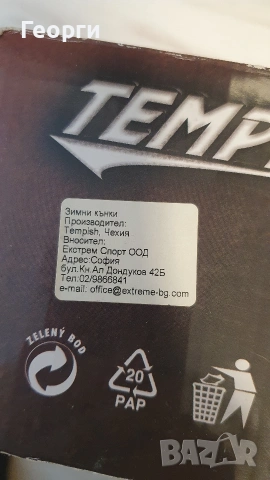 Георги
TEMP
Зимни кънки
Производител:
Tempish, Чехия
Вносител:
Екстрем Спорт ООД
Адрес:София
бул.Кн.Ал Дондуков 42Б
Тел:02/9866841
e-mail: office@extreme-bg.com
ZELENÝ BOD
20
PAP
BAZAR